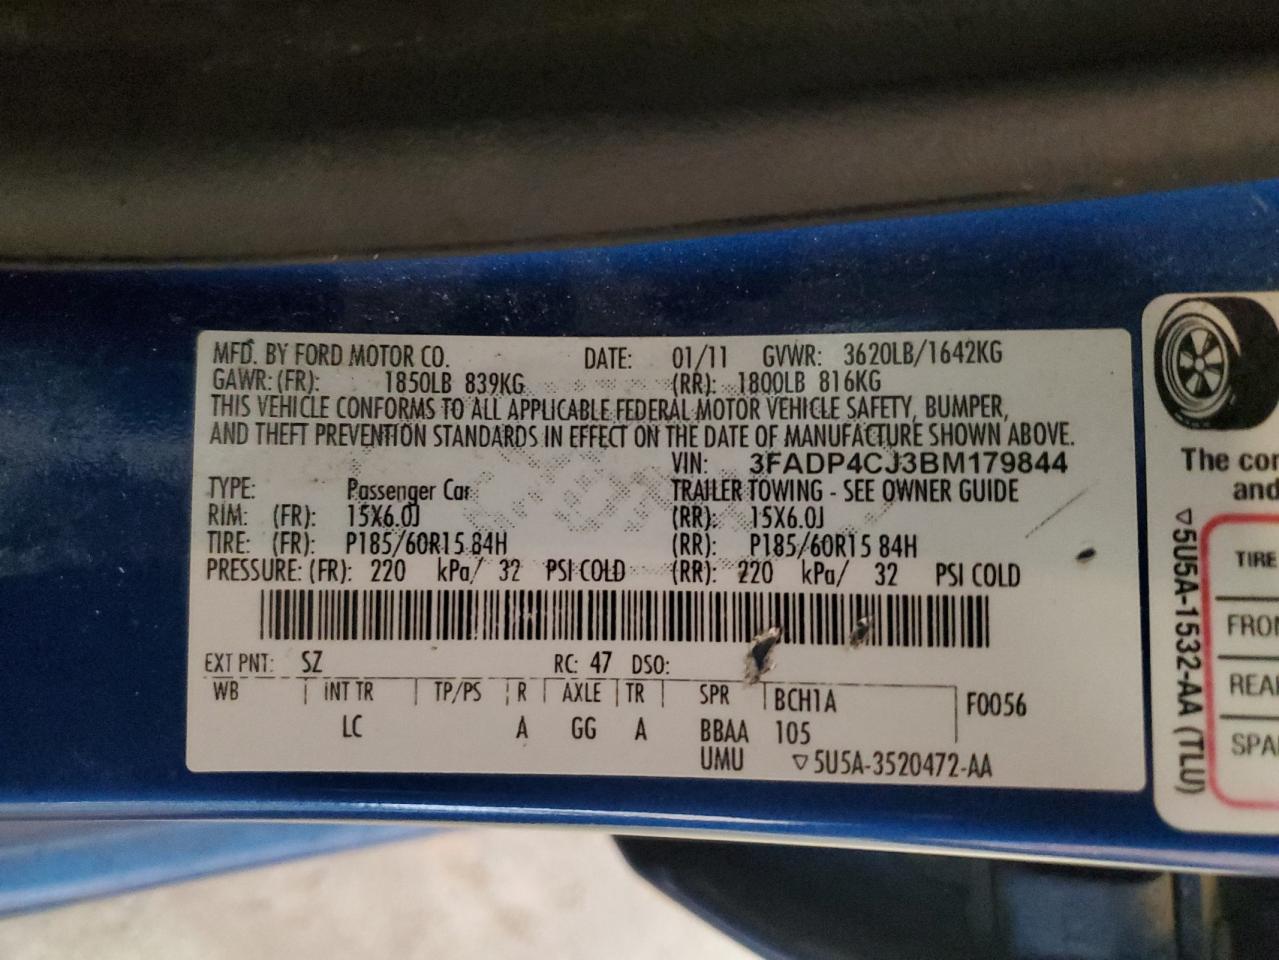 MFD. BY FORD MOTOR CO. DATE: 01/11 GVWR: 3620LB/1642KG
GAWR: (FR): 1850LB 839KG (RR): 1800LB 816KG
THIS VEHICLE CONFORMS TO ALL APPLICABLE FEDERAL MOTOR VEHICLE SAFETY, BUMPER,
AND THEFT PREVENTION STANDARDS IN EFFECT ON THE DATE OF MANUFACTURE SHOWN ABOVE.
VIN: 3FADP4CJ3BM179844
TYPE: Passenger Car TRAILER TOWING - SEE OWNER GUIDE
RIM: (FR): 15X6.0J (RR): 15X6.0J
TIRE: (FR): P185/60R15 84H (RR): P185/60R15 84H
PRESSURE: (FR): 220 kPa/ 32 PSI COLD (RR): 220 kPa/ 32 PSI COLD
EXT PNT: SZ RC: 47 DSO:
WB INT TR TP/PS R AXLE TR SPR BCH1A F0056
LC A GG A BBAA 105
UMU ▽5U5A-3520472-AA
The con
and
▽5U5A-1532-AA (TLU)
TIRE
FRON
REAR
SPA